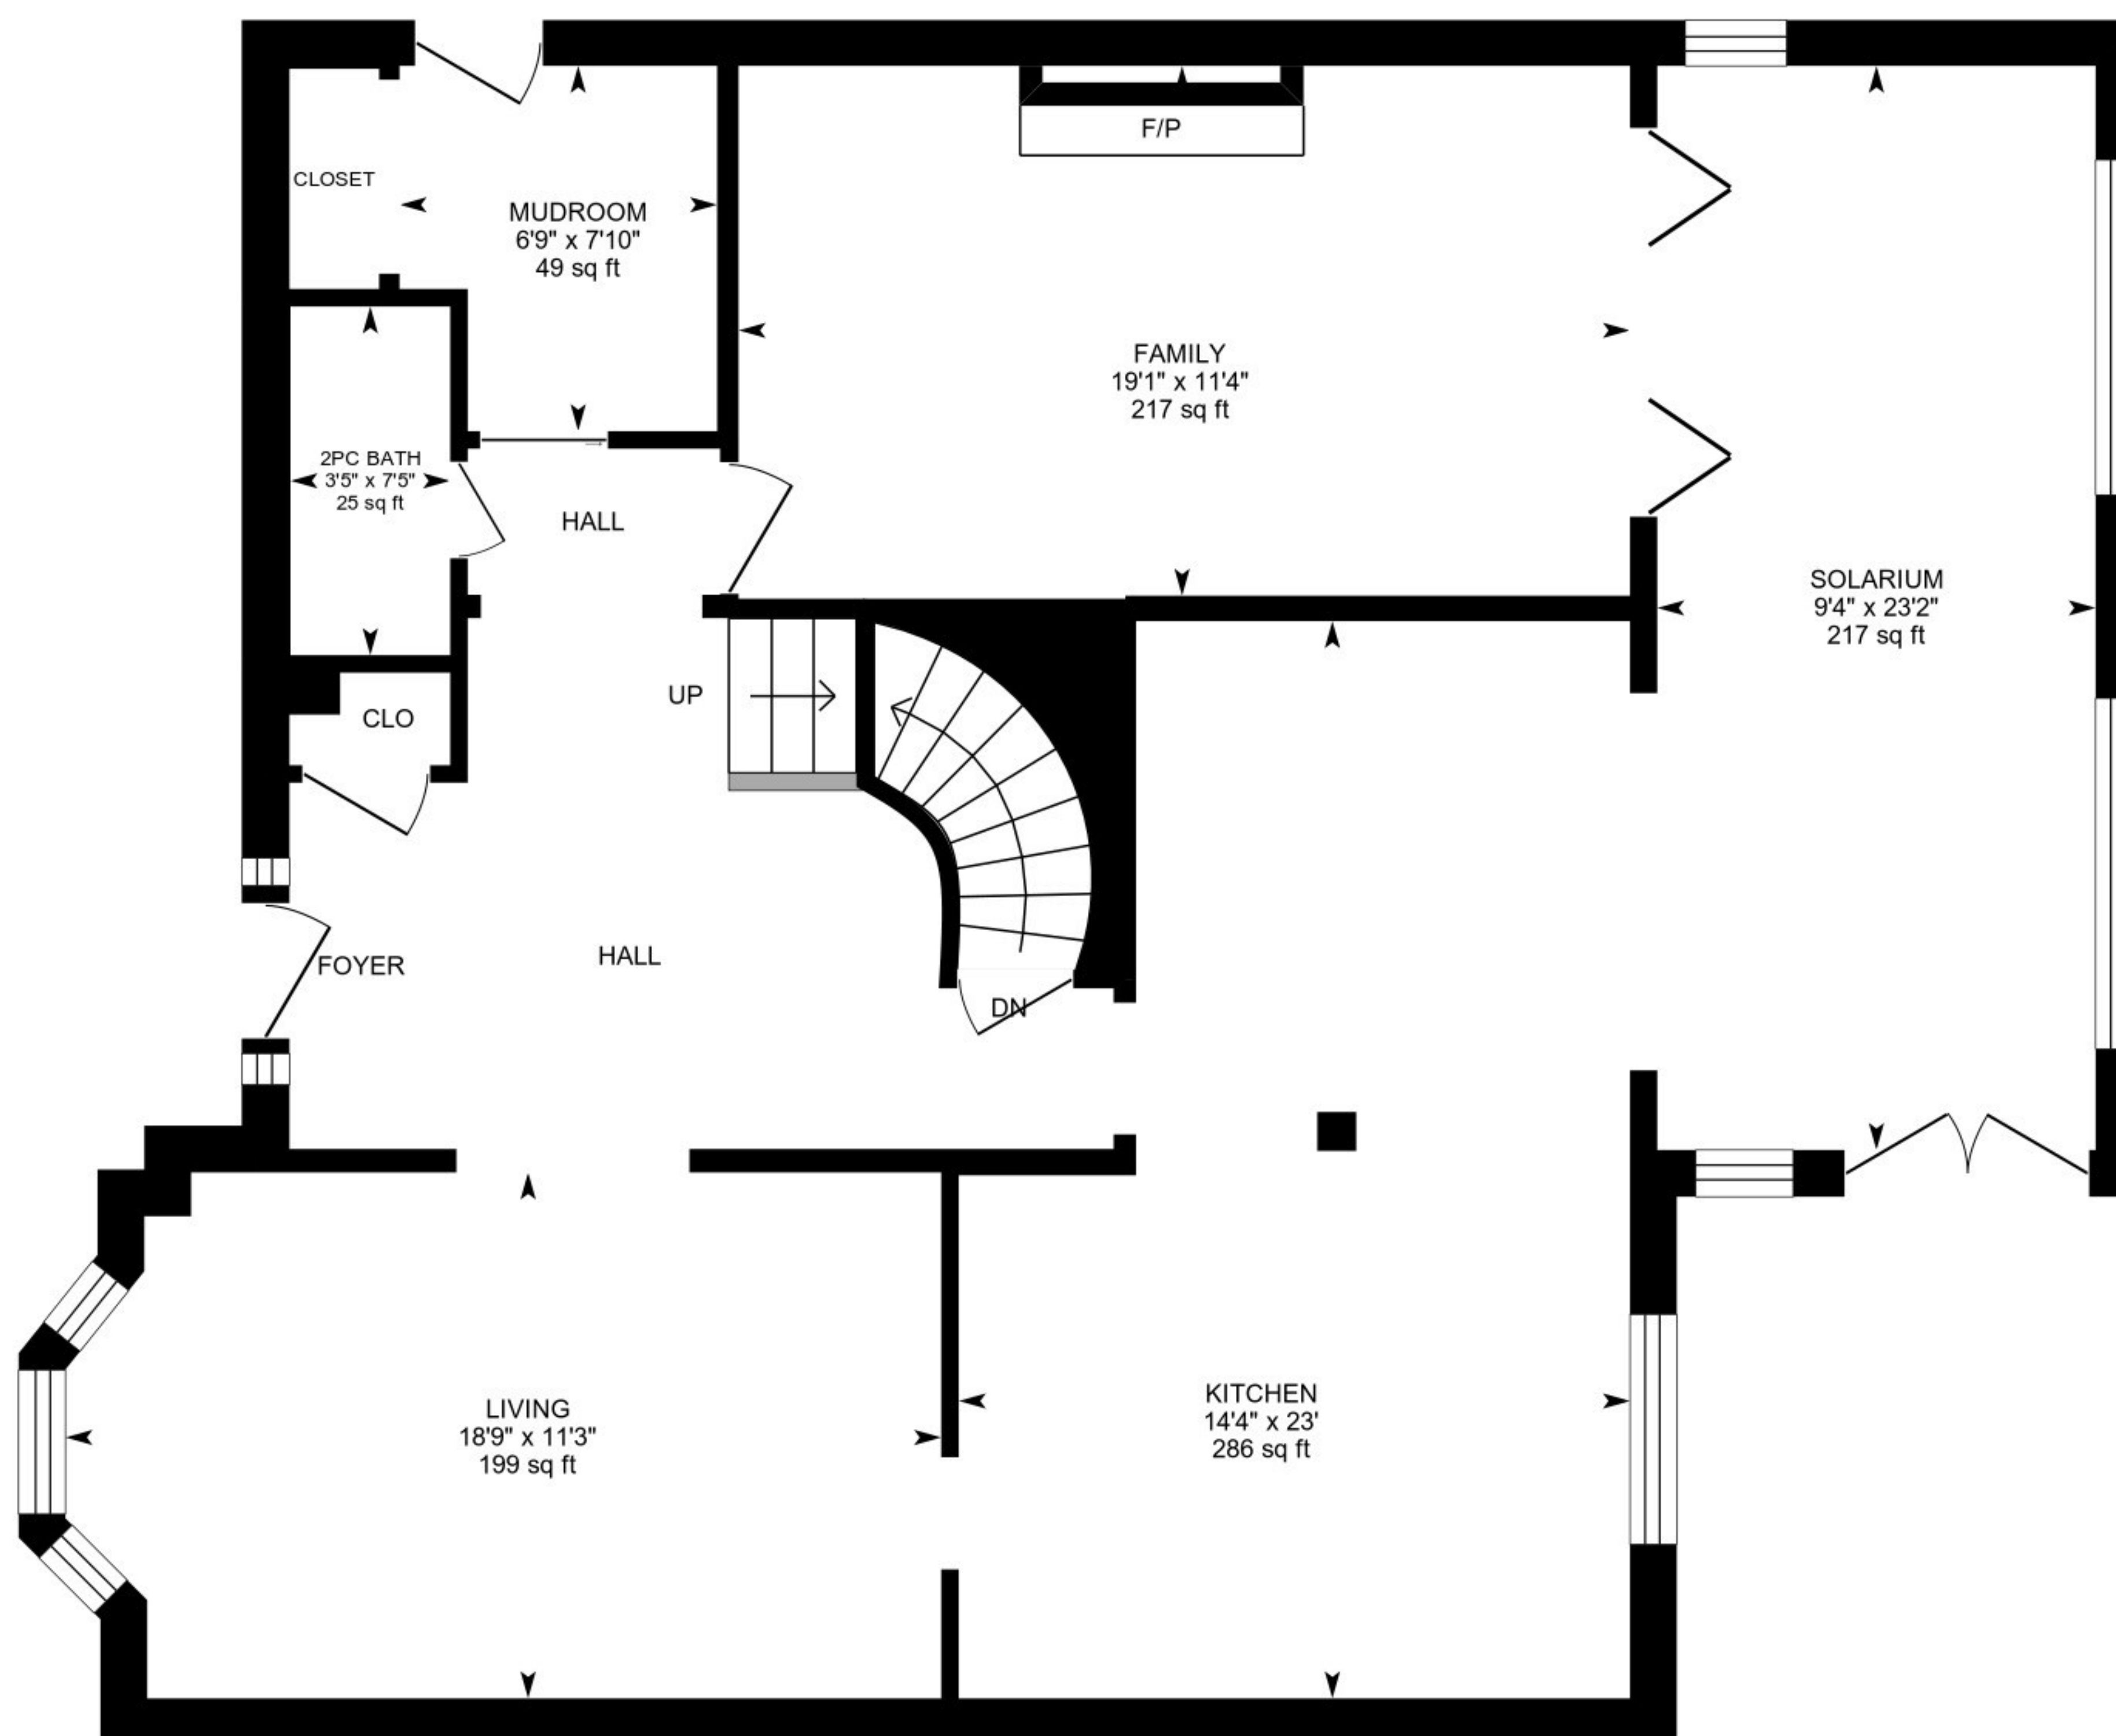 F/P
CLOSET
MUDROOM
6'9" x 7'10"
49 sq ft
FAMILY
19'1" x 11'4"
217 sq ft
2PC BATH
3'5" x 7'5"
25 sq ft
HALL
SOLARIUM
9'4" x 23'2"
217 sq ft
UP
CLO
FOYER
HALL
DN
LIVING
18'9" x 11'3"
199 sq ft
KITCHEN
14'4" x 23'
286 sq ft